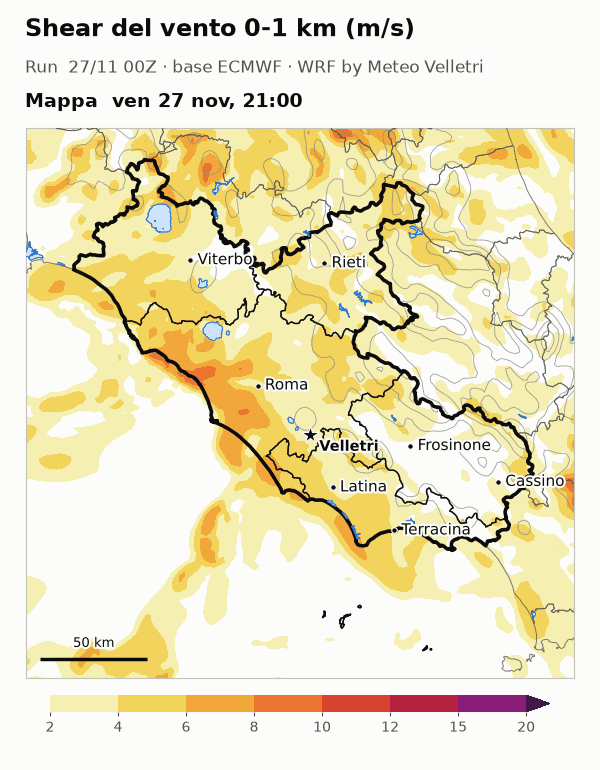 Shear del vento 0-1 km (m/s)
Run  27/11 00Z · base ECMWF · WRF by Meteo Velletri
Mappa  ven 27 nov, 21:00
Viterbo
Rieti
Roma
Velletri
Frosinone
Cassino
Latina
Terracina
50 km
2 4 6 8 10 12 15 20